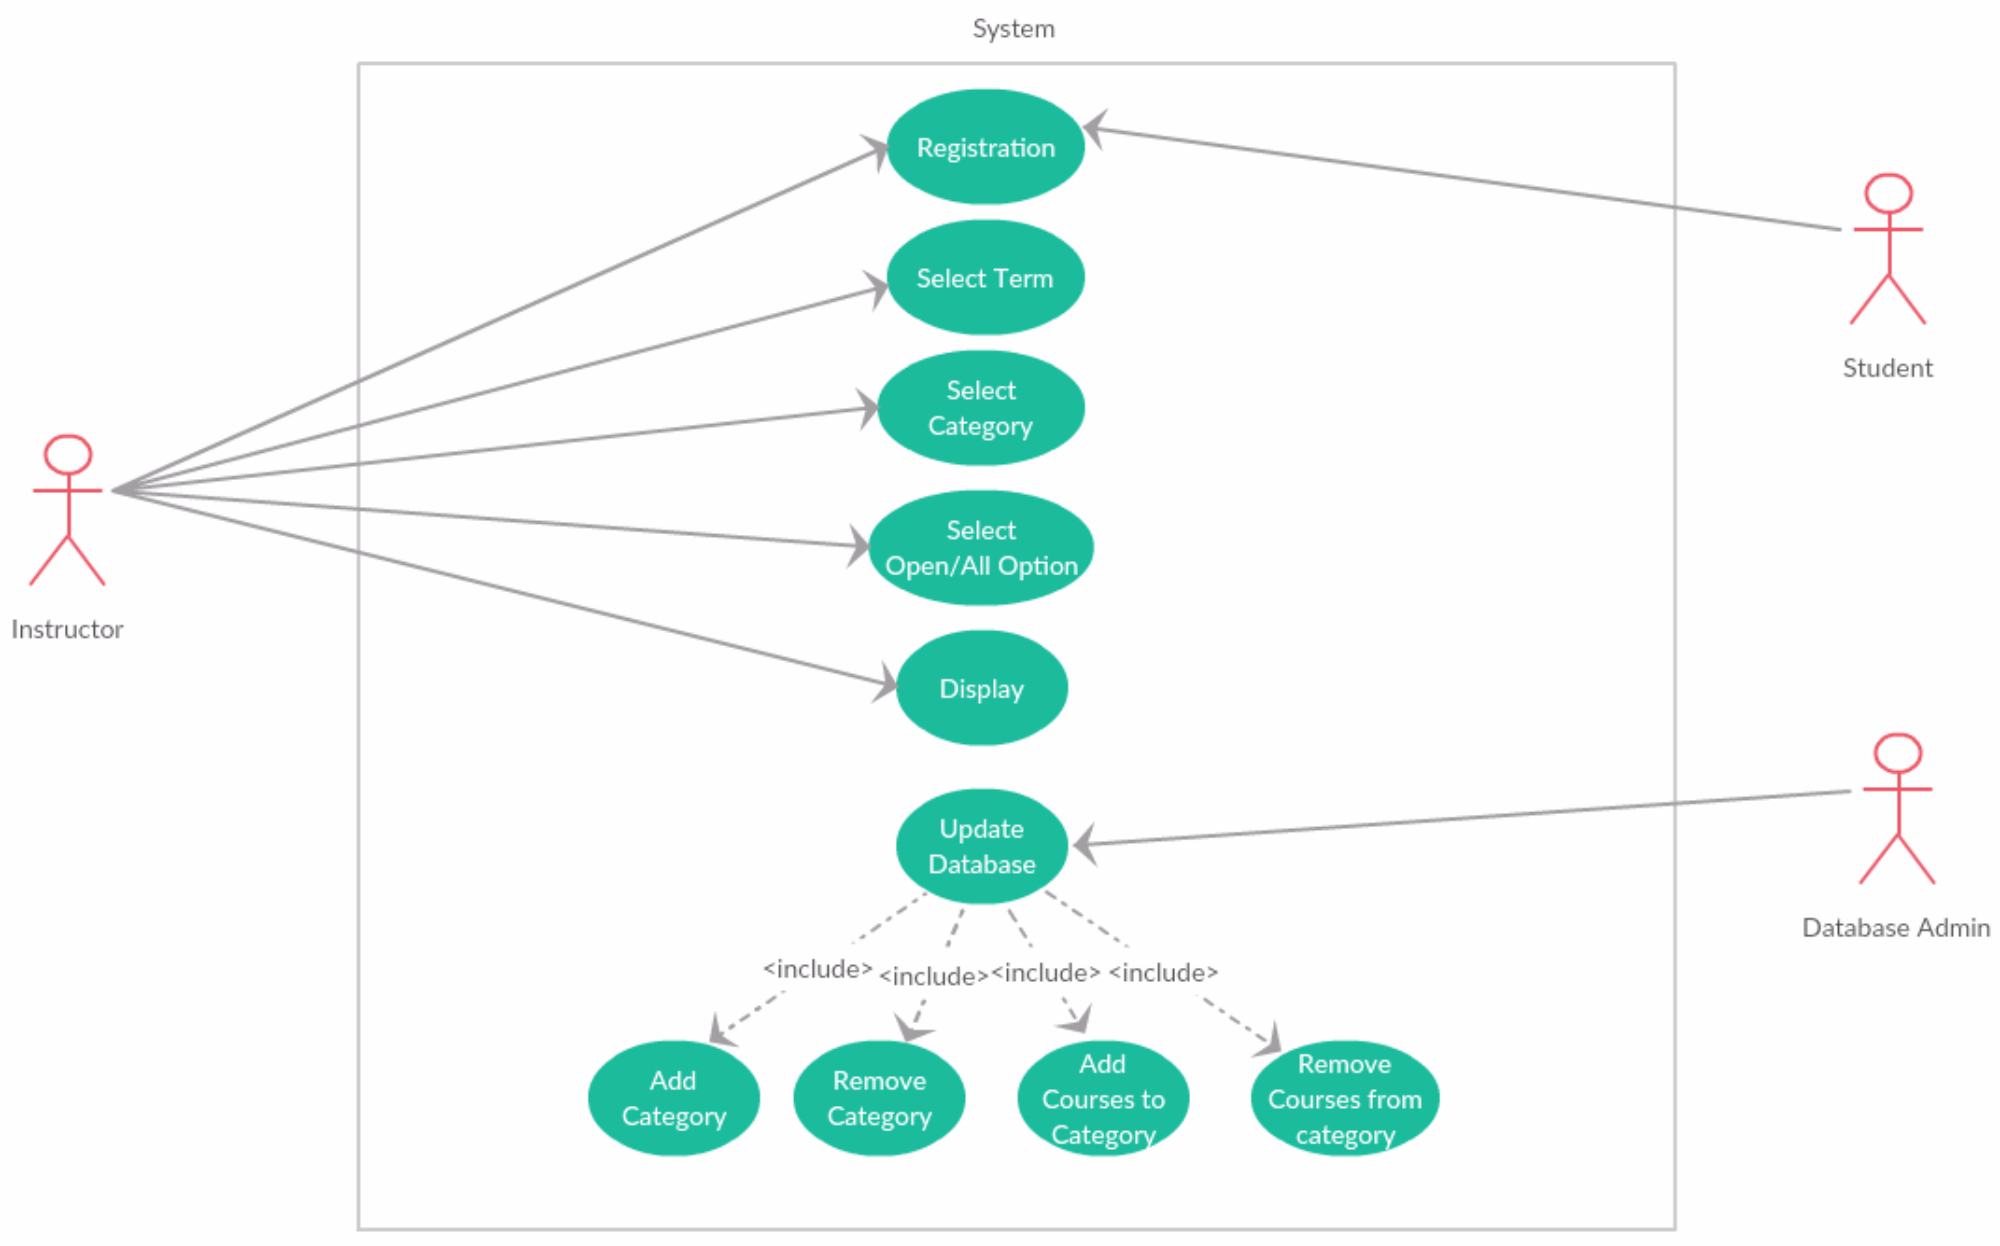 System
Registration
Select Term
Select
Category
Select
Open/All Option
Display
Update
Database
<include>
<include>
<include>
<include>
Add
Category
Remove
Category
Add
Courses to
Category
Remove
Courses from
category
Instructor
Student
Database Admin